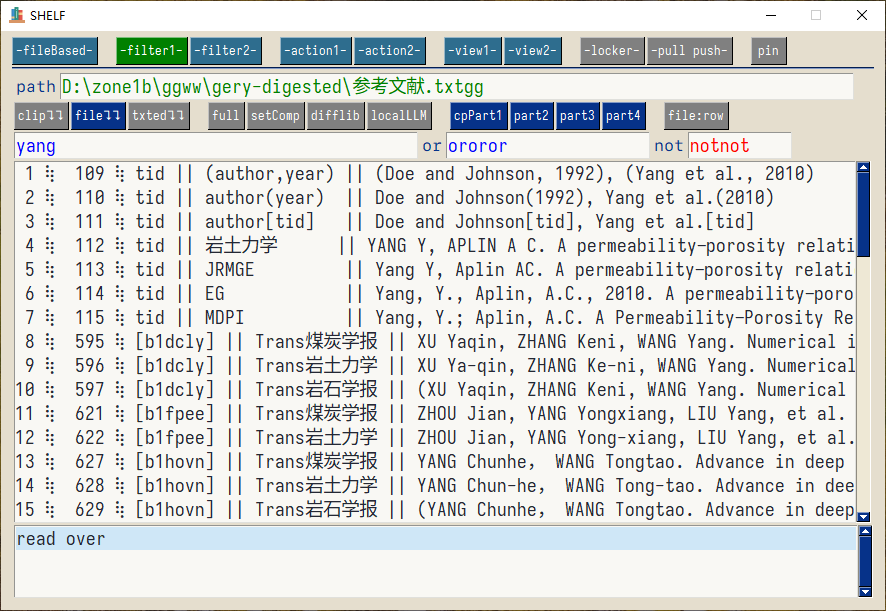 SHELF
-fileBased- -filter1- -filter2- -action1- -action2- -view1- -view2- -locker- -pull push- pin
path D:\zone1b\ggww\gery-digested\参考文献.txtgg
clip⮧⮧ file⮧⮧ txted⮧⮧ full setComp difflib localLLM cpPart1 part2 part3 part4 file:row
yang or ororor not notnot
1 ⢷ 109 ⢷ tid || (author,year) || (Doe and Johnson, 1992), (Yang et al., 2010)
2 ⢷ 110 ⢷ tid || author(year) || Doe and Johnson(1992), Yang et al.(2010)
3 ⢷ 111 ⢷ tid || author[tid] || Doe and Johnson[tid], Yang et al.[tid]
4 ⢷ 112 ⢷ tid || 岩土力学 || YANG Y, APLIN A C. A permeability-porosity relati
5 ⢷ 113 ⢷ tid || JRMGE || Yang Y, Aplin AC. A permeability-porosity relati
6 ⢷ 114 ⢷ tid || EG || Yang, Y., Aplin, A.C., 2010. A permeability-poro
7 ⢷ 115 ⢷ tid || MDPI || Yang, Y.; Aplin, A.C. A Permeability-Porosity Re
8 ⢷ 595 ⢷ [b1dcly] || Trans煤炭学报 || XU Yaqin, ZHANG Keni, WANG Yang. Numerical i
9 ⢷ 596 ⢷ [b1dcly] || Trans岩土力学 || XU Ya-qin, ZHANG Ke-ni, WANG Yang. Numerical
10 ⢷ 597 ⢷ [b1dcly] || Trans岩石学报 || (XU Yaqin, ZHANG Keni, WANG Yang. Numerical
11 ⢷ 621 ⢷ [b1fpee] || Trans煤炭学报 || ZHOU Jian, YANG Yongxiang, LIU Yang, et al.
12 ⢷ 622 ⢷ [b1fpee] || Trans岩土力学 || ZHOU Jian, YANG Yong-xiang, LIU Yang, et al.
13 ⢷ 627 ⢷ [b1hovn] || Trans煤炭学报 || YANG Chunhe， WANG Tongtao. Advance in deep
14 ⢷ 628 ⢷ [b1hovn] || Trans岩土力学 || YANG Chun-he， WANG Tong-tao. Advance in dee
15 ⢷ 629 ⢷ [b1hovn] || Trans岩石学报 || (YANG Chunhe， WANG Tongtao. Advance in deep
read over